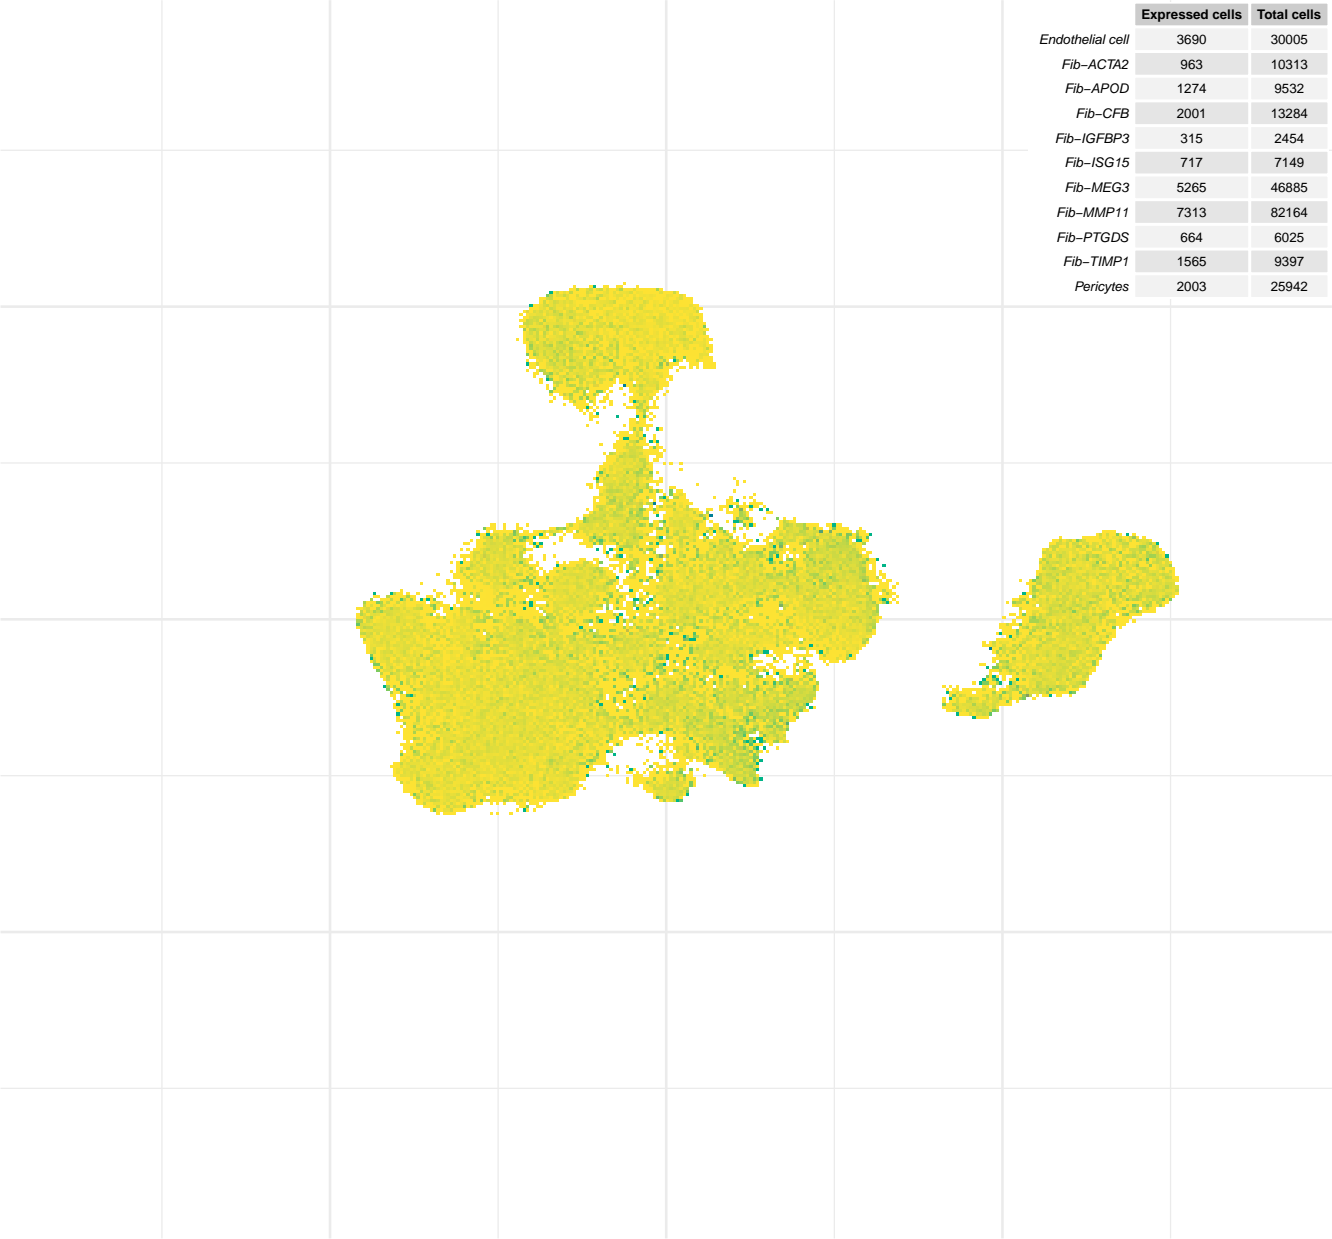 Expressed cells Total cells
Endothelial cell 3690 30005
Fib−ACTA2 963 10313
Fib−APOD 1274 9532
Fib−CFB 2001 13284
Fib−IGFBP3 315 2454
Fib−ISG15 717 7149
Fib−MEG3 5265 46885
Fib−MMP11 7313 82164
Fib−PTGDS 664 6025
Fib−TIMP1 1565 9397
Pericytes 2003 25942